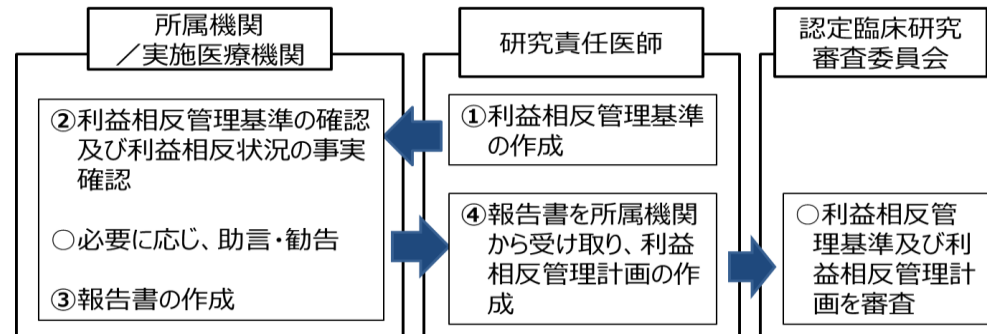 所属機関
／実施医療機関
研究責任医師
認定臨床研究
審査委員会
②利益相反管理基準の確認
及び利益相反状況の事実
確認
○必要に応じ、助言・勧告
③報告書の作成
①利益相反管理基準
の作成
④報告書を所属機関
から受け取り、利益
相反管理計画の作
成
○利益相反管
理基準及び利
益相反管理計
画を審査